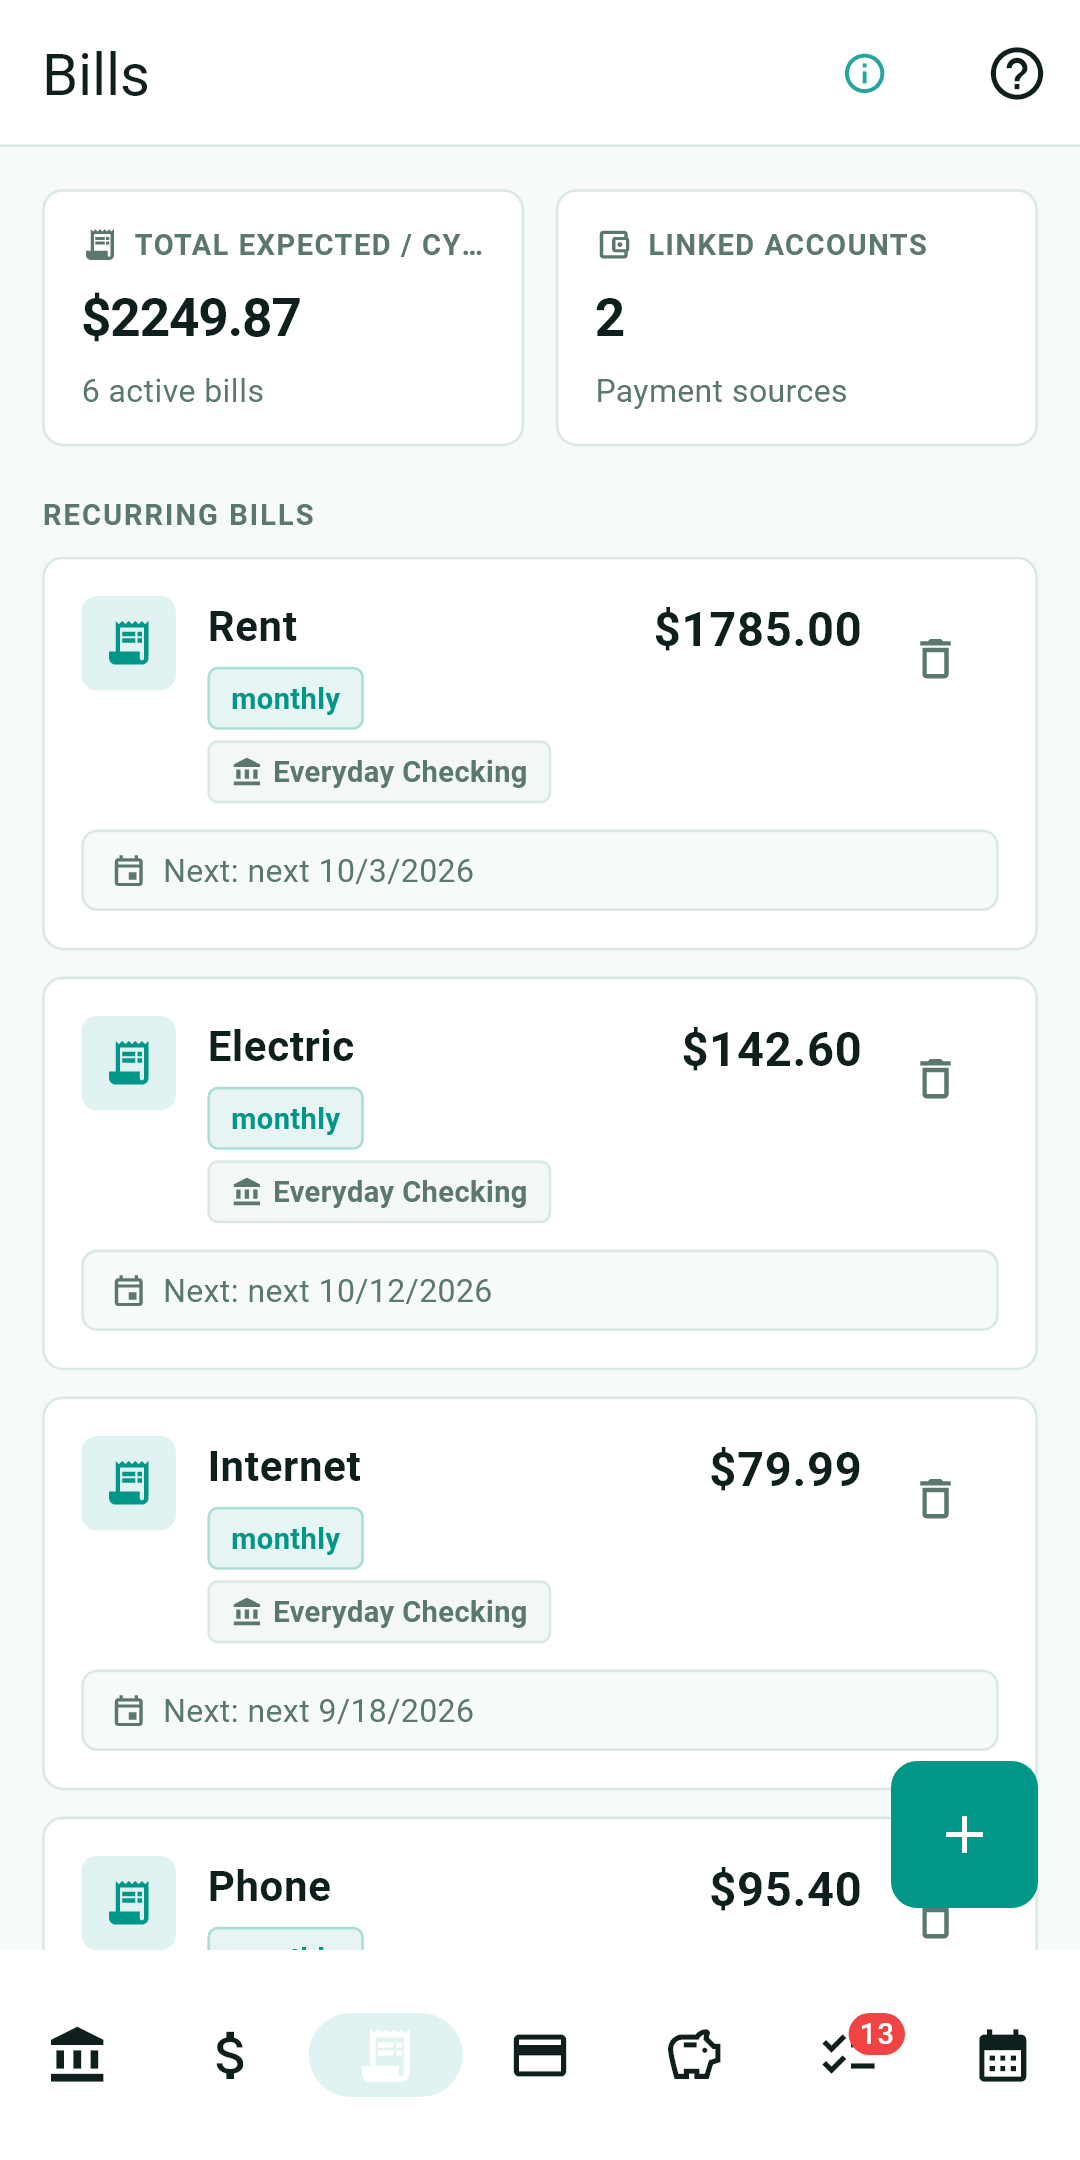 Bills
TOTAL EXPECTED / CY...
$2249.87
6 active bills
LINKED ACCOUNTS
2
Payment sources
RECURRING BILLS
Rent
$1785.00
monthly
Everyday Checking
Next: next 10/3/2026
Electric
$142.60
monthly
Everyday Checking
Next: next 10/12/2026
Internet
$79.99
monthly
Everyday Checking
Next: next 9/18/2026
Phone
$95.40
13